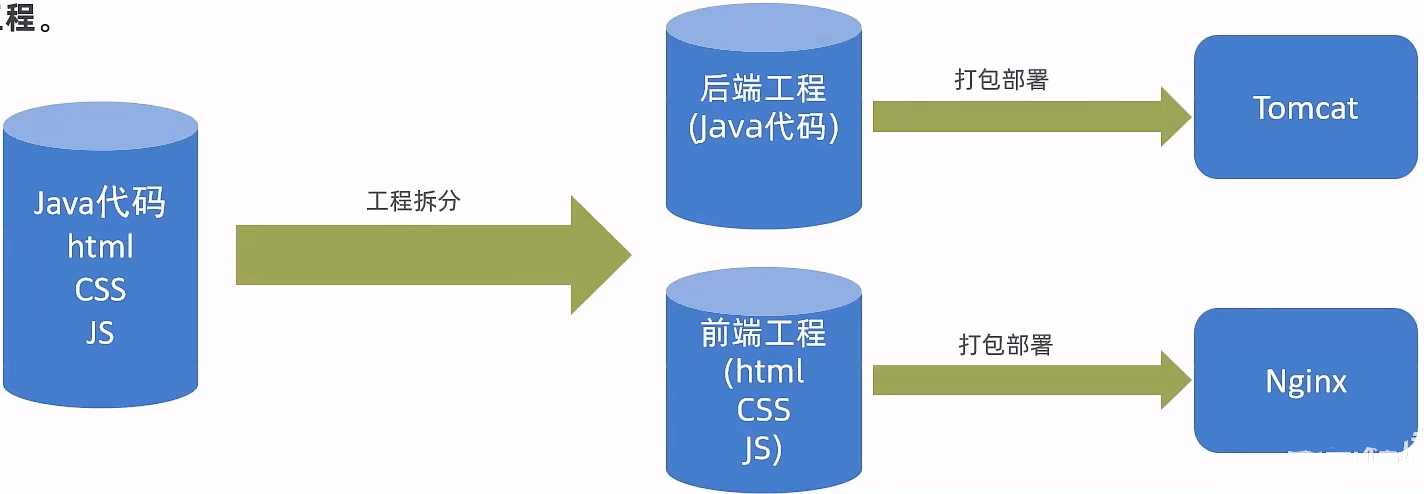 程。
Java代码
html
CSS
JS
工程拆分
后端工程
(Java代码)
打包部署
Tomcat
前端工程
(html
CSS
JS)
打包部署
Nginx